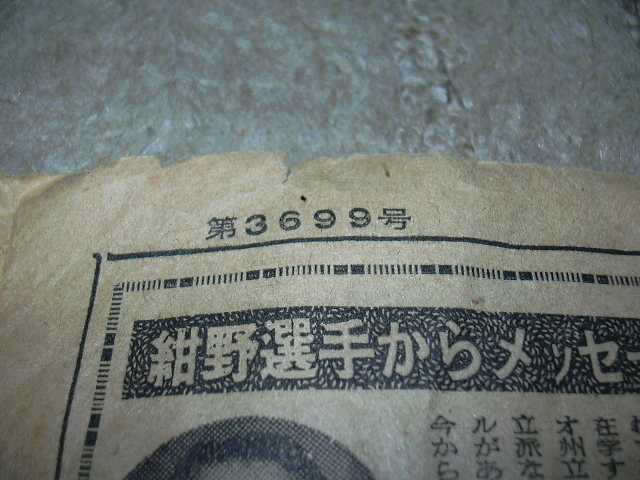 第3699号
紺野選手からメッセー
在学す
オ州立
立派な
ルがあ
今から